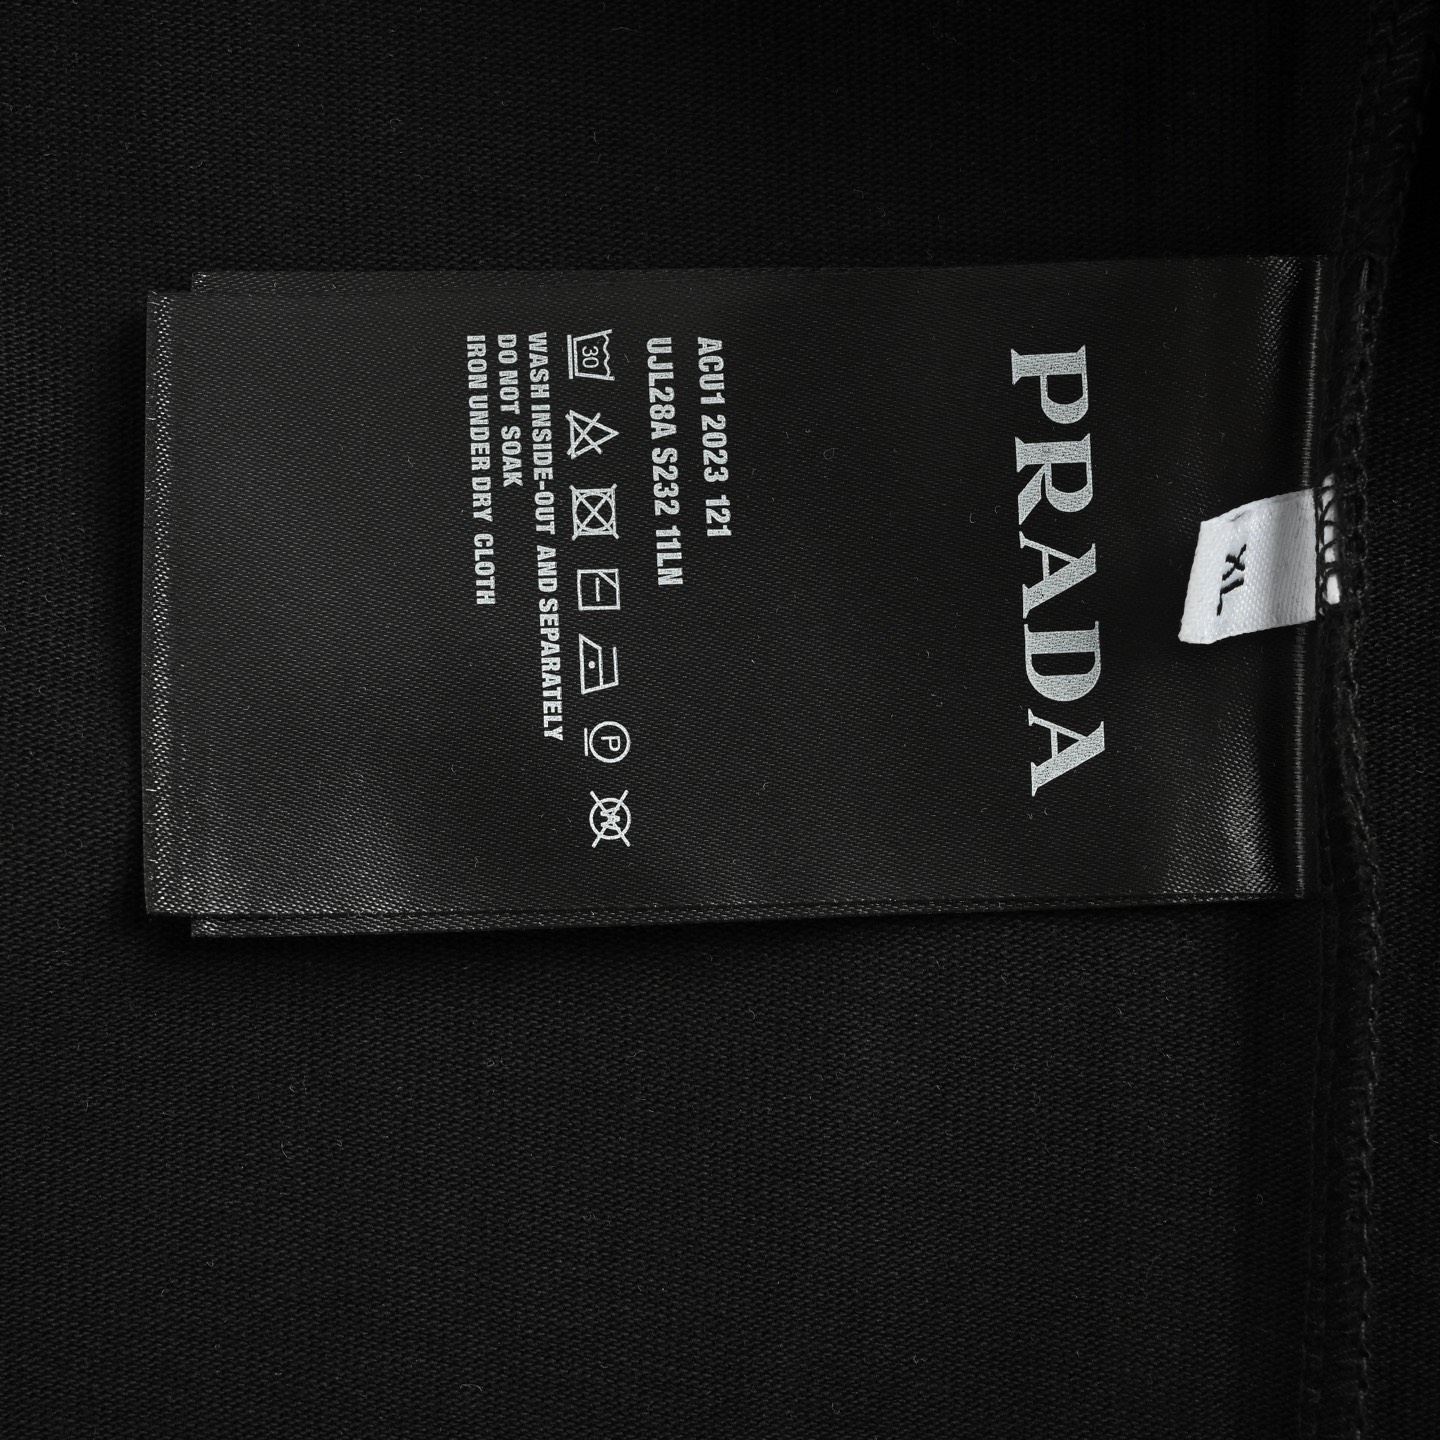 PRADA
XL
ACU1 2023 121
UJL28A S232 11LN
30 P W
WASH INSIDE-OUT AND SEPARATELY
DO NOT SOAK
IRON UNDER DRY CLOTH